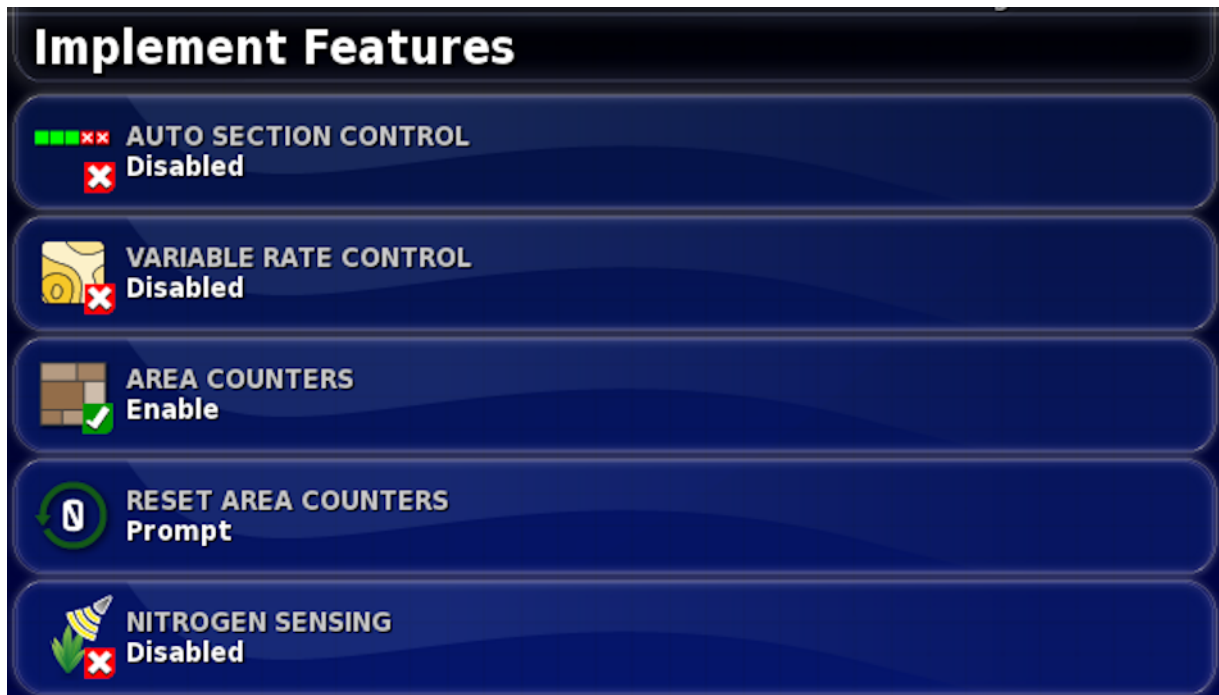 Implement Features
AUTO SECTION CONTROL
Disabled
VARIABLE RATE CONTROL
Disabled
AREA COUNTERS
Enable
0
RESET AREA COUNTERS
Prompt
NITROGEN SENSING
Disabled